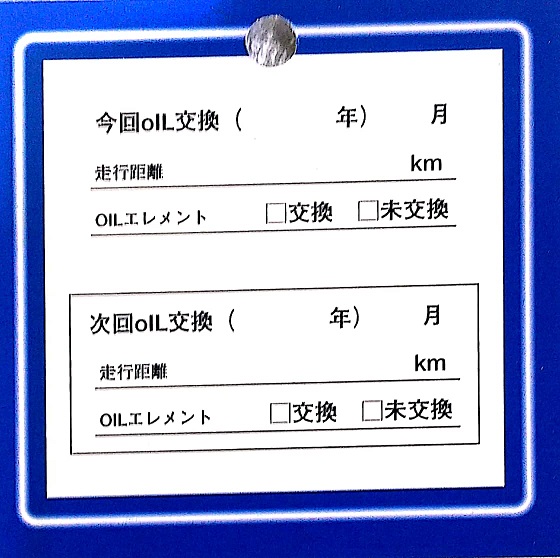 今回oIL交換（　　　年）　　月
走行距離　　　km
OILエレメント　□交換　□未交換
次回oIL交換（　　　年）　　月
走行距離　　　km
OILエレメント　□交換　□未交換